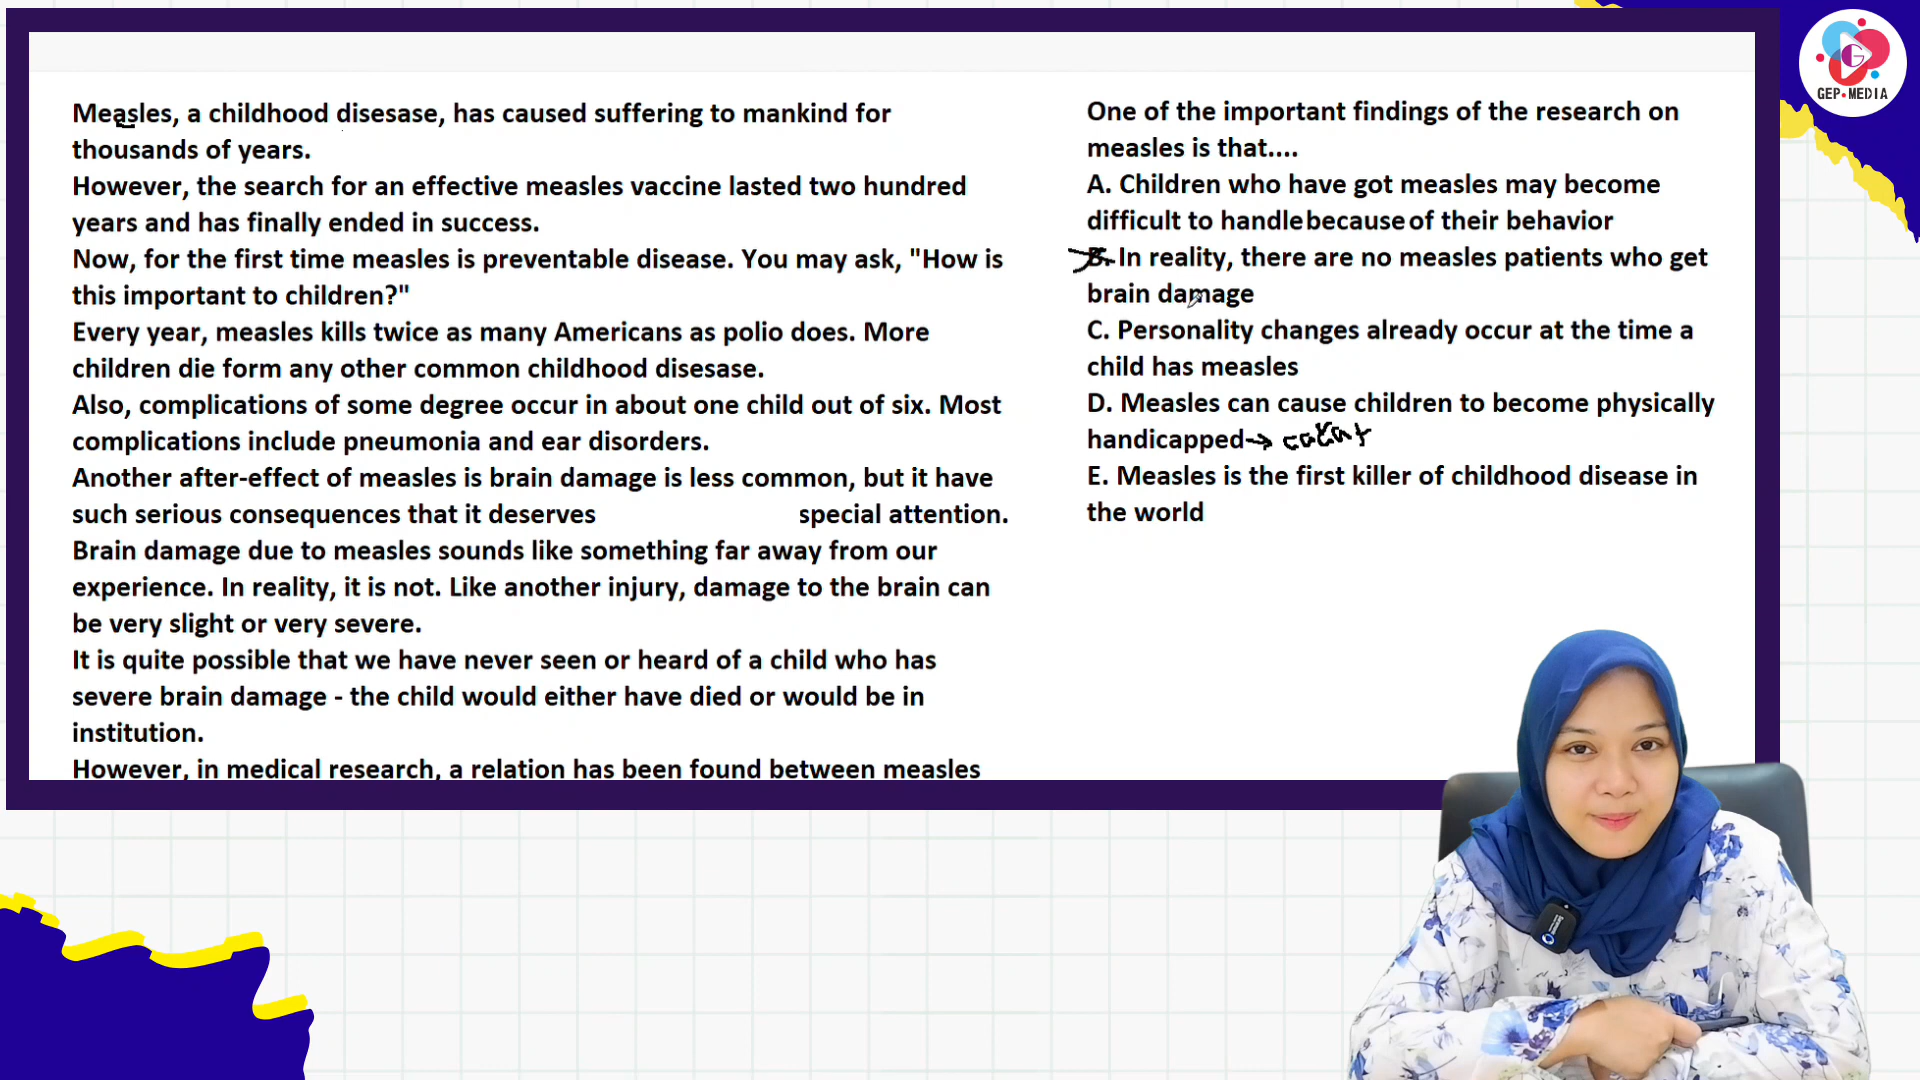 Measles, a childhood disesase, has caused suffering to mankind for
thousands of years.
However, the search for an effective measles vaccine lasted two hundred
years and has finally ended in success.
Now, for the first time measles is preventable disease. You may ask, "How is
this important to children?"
Every year, measles kills twice as many Americans as polio does. More
children die form any other common childhood disesase.
Also, complications of some degree occur in about one child out of six. Most
complications include pneumonia and ear disorders.
Another after-effect of measles is brain damage is less common, but it have
such serious consequences that it deserves special attention.
Brain damage due to measles sounds like something far away from our
experience. In reality, it is not. Like another injury, damage to the brain can
be very slight or very severe.
It is quite possible that we have never seen or heard of a child who has
severe brain damage - the child would either have died or would be in
institution.
However, in medical research, a relation has been found between measles
One of the important findings of the research on
measles is that....
A. Children who have got measles may become
difficult to handle because of their behavior
B. In reality, there are no measles patients who get
brain damage
C. Personality changes already occur at the time a
child has measles
D. Measles can cause children to become physically
handicapped → cacat
E. Measles is the first killer of childhood disease in
the world
G
GEP•MEDIA